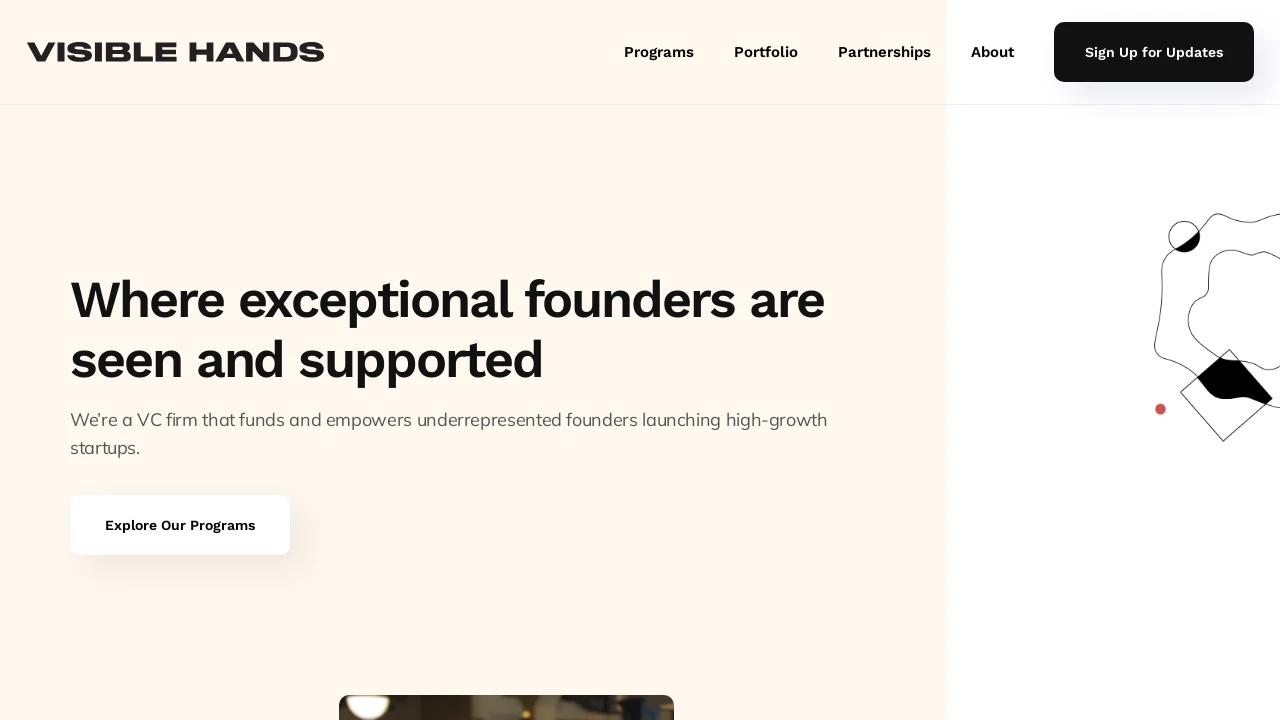 VISIBLE HANDS
Programs
Portfolio
Partnerships
About
Sign Up for Updates
Where exceptional founders are
seen and supported
We’re a VC firm that funds and empowers underrepresented founders launching high-growth
startups.
Explore Our Programs